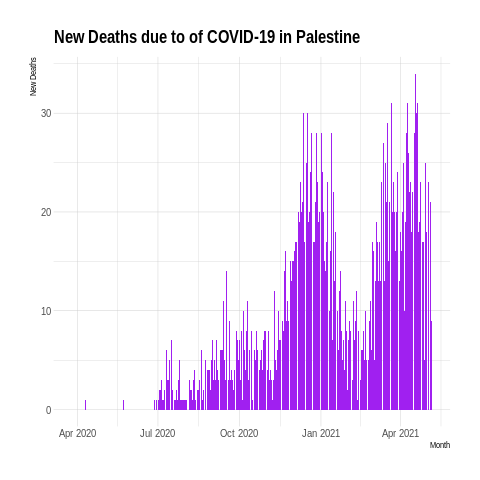 New Deaths due to of COVID-19 in Palestine
New Deaths
30
20
10
0
Apr 2020 Jul 2020 Oct 2020 Jan 2021 Apr 2021
Month